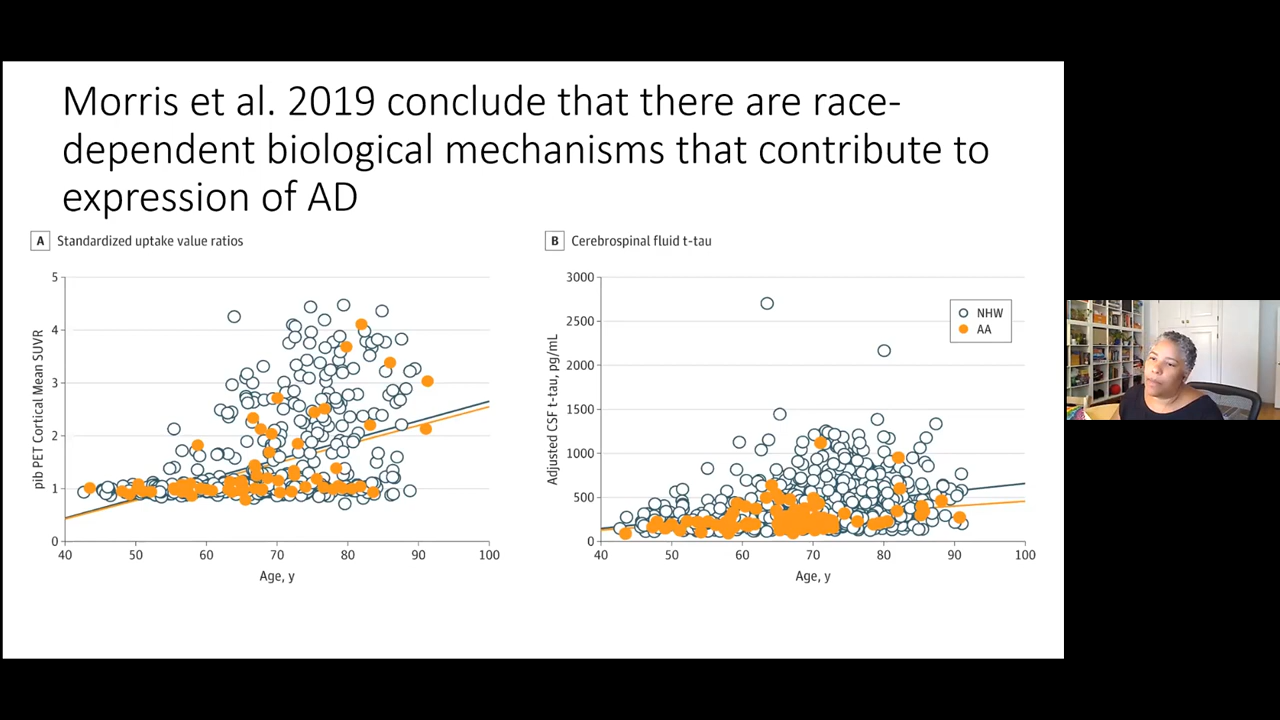 Morris et al. 2019 conclude that there are race-
dependent biological mechanisms that contribute to
expression of AD
A Standardized uptake value ratios
pib PET Cortical Mean SUVR
5
4
3
2
1
0
40 50 60 70 80 90 100
Age, y
B Cerebrospinal fluid t-tau
Adjusted CSF t-tau, pg/mL
3000
2500
2000
1500
1000
500
0
NHW
AA
40 50 60 70 80 90 100
Age, y